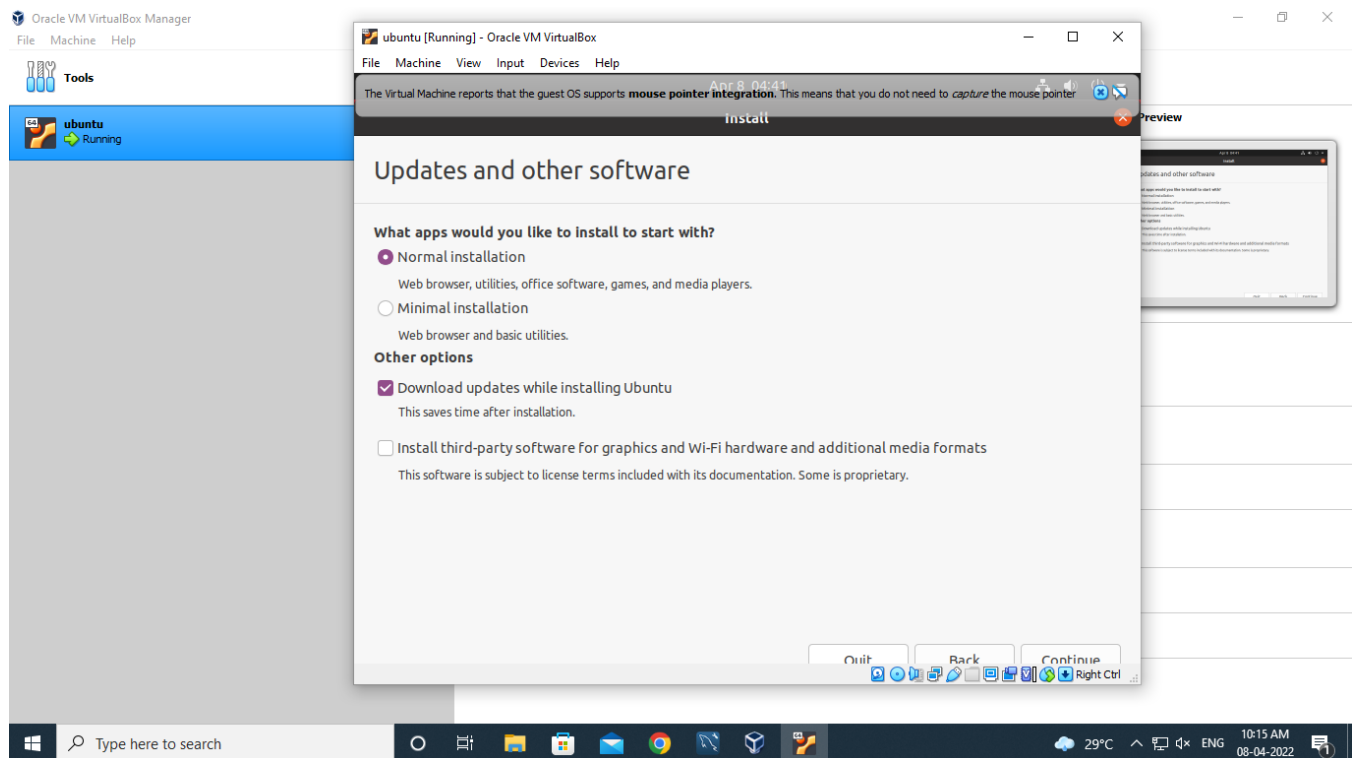 Oracle VM VirtualBox Manager
File Machine Help
Tools
64
ubuntu
Running
ubuntu [Running] - Oracle VM VirtualBox
File Machine View Input Devices Help
Apr 8 04:41
The Virtual Machine reports that the guest OS supports mouse pointer integration. This means that you do not need to capture the mouse pointer
Install
Updates and other software
What apps would you like to install to start with?
Normal installation
Web browser, utilities, office software, games, and media players.
Minimal installation
Web browser and basic utilities.
Other options
Download updates while installing Ubuntu
This saves time after installation.
Install third-party software for graphics and Wi-Fi hardware and additional media formats
This software is subject to license terms included with its documentation. Some is proprietary.
Quit Back Continue
Right Ctrl
Preview
Type here to search
29°C ENG
10:15 AM
08-04-2022
1